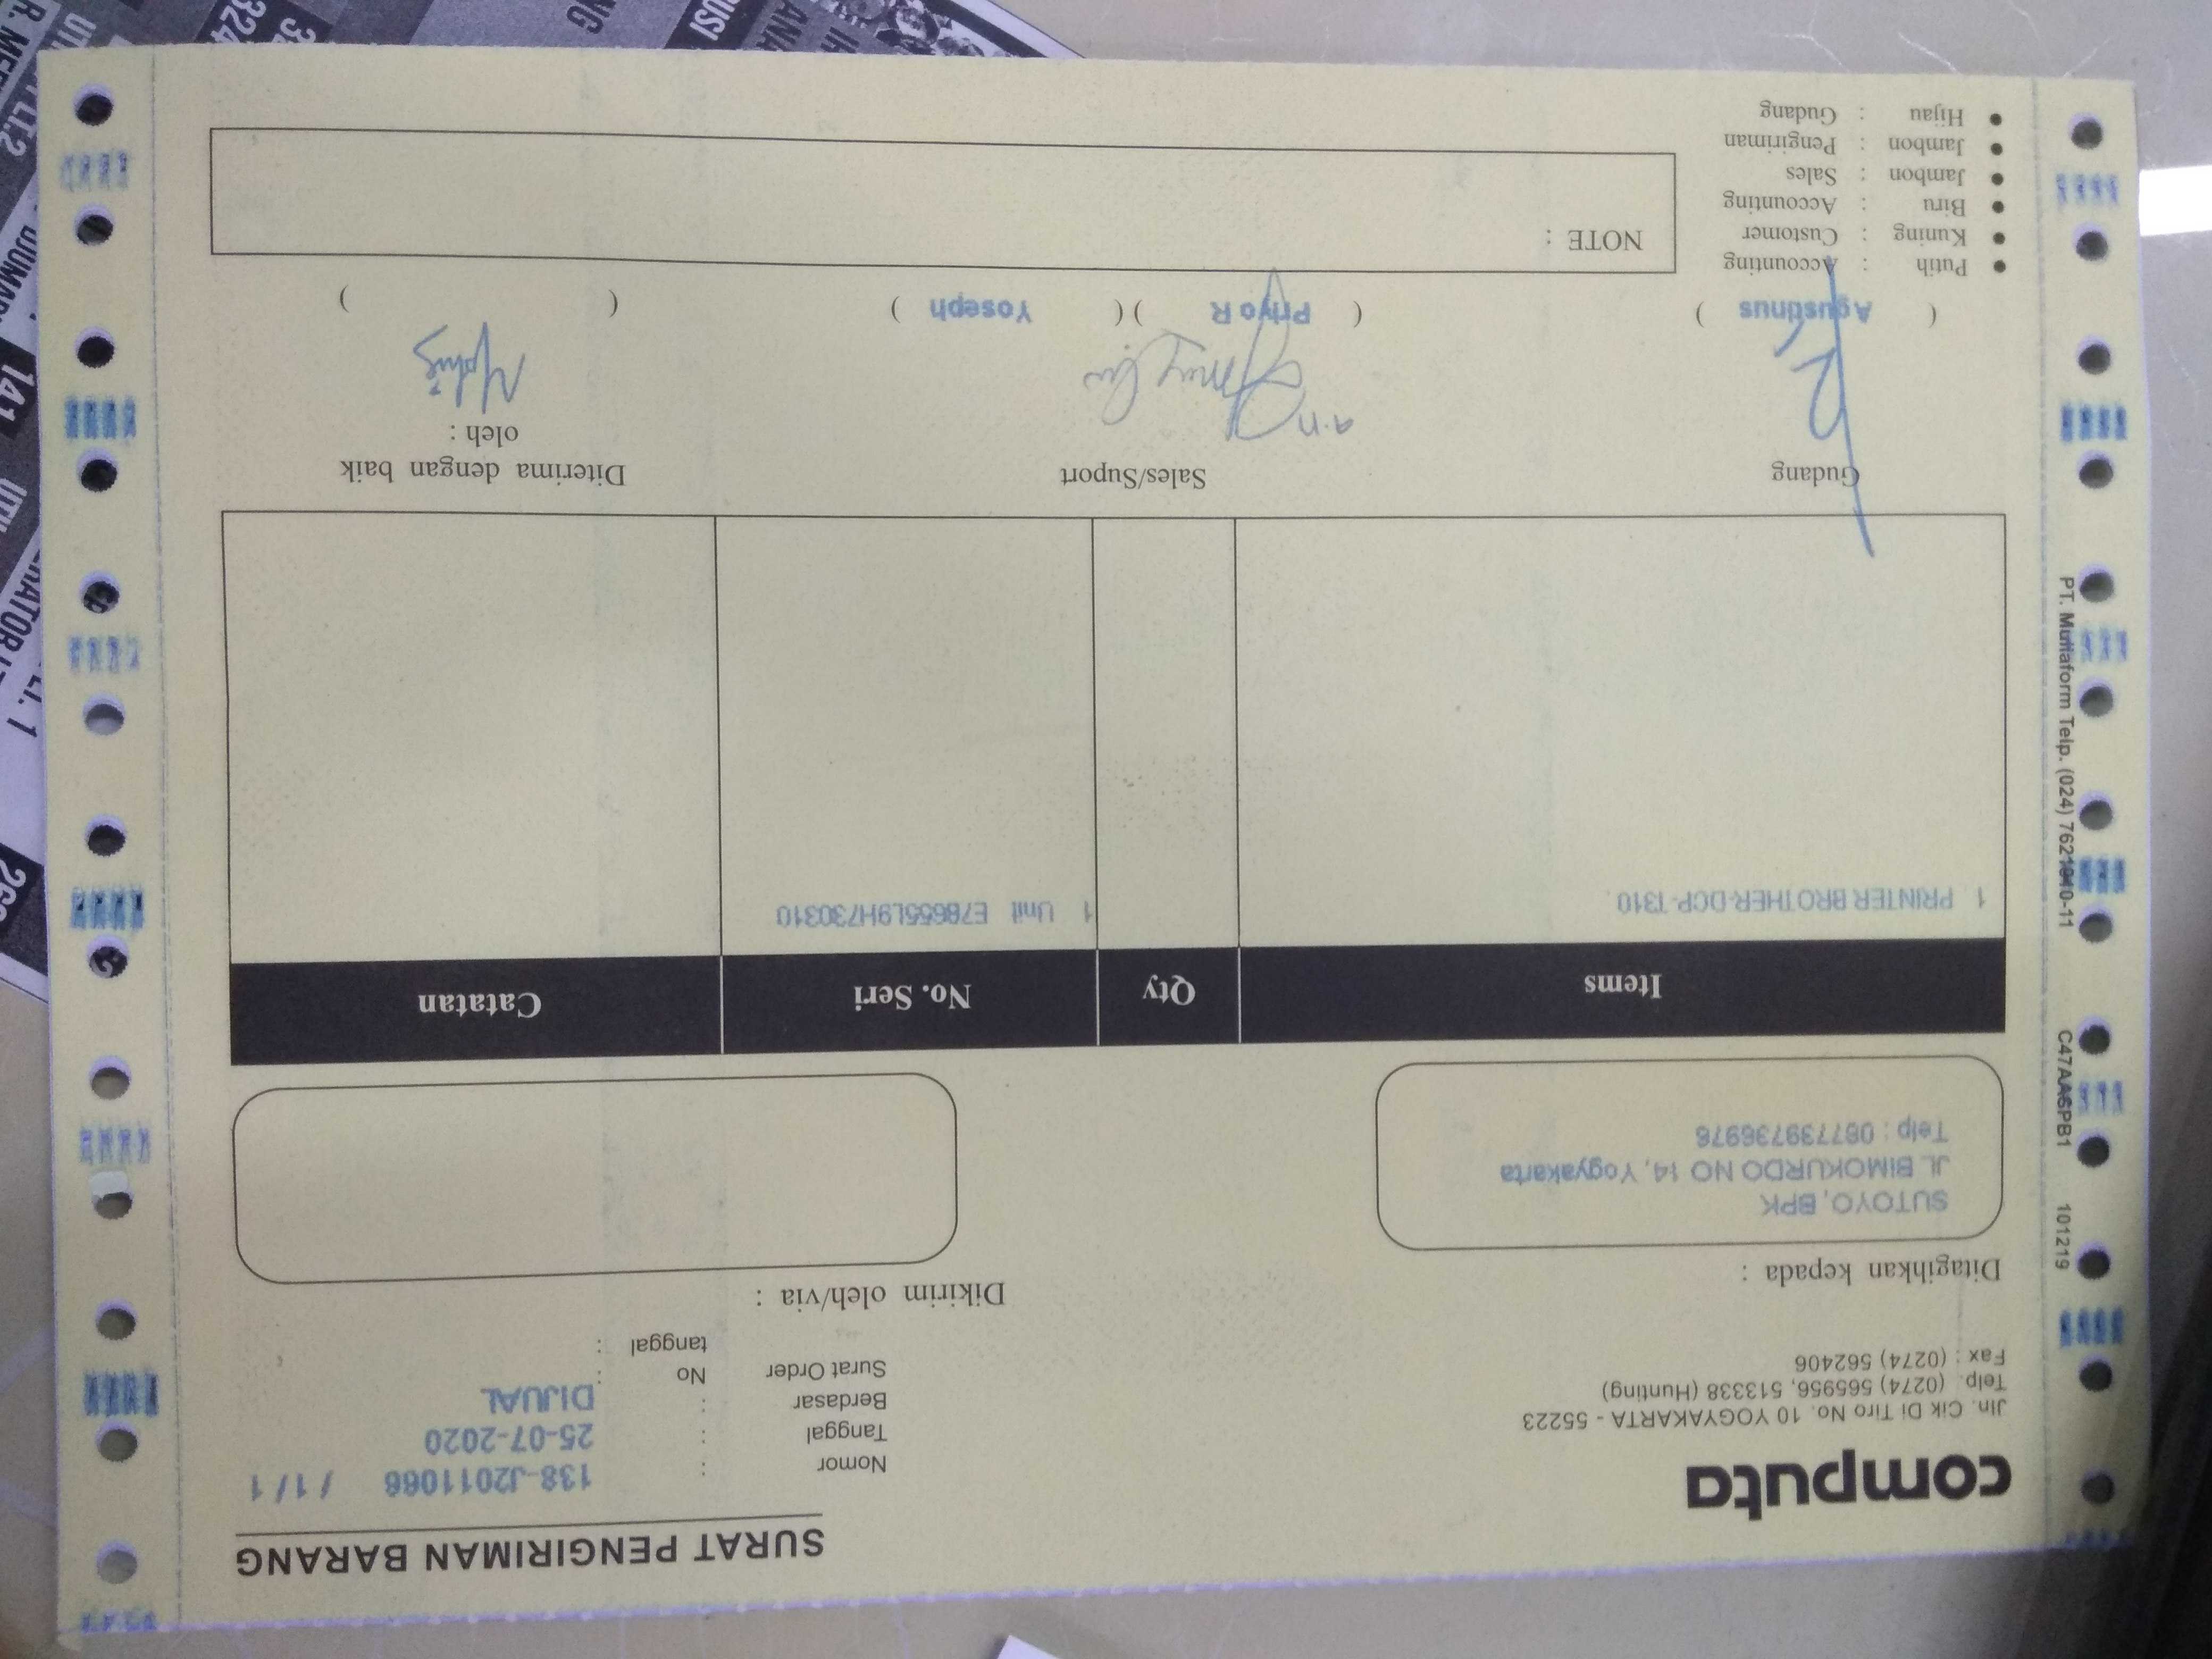 computa
Jln. Cik Di Tiro No. 10 YOGYAKARTA - 55223
Telp. (0274) 565956, 513338 (Hunting)
Fax : (0274) 562406
SURAT PENGIRIMAN BARANG
Nomor : 138-J2011066 / 1 / 1
Tanggal : 25-07-2020
Berdasar : DIJUAL
Surat Order No :
tanggal :
Ditagihkan kepada :
SUTOYO, BPK
JL BIMOKURDO NO 14, Yogyakarta
Telp : 087739736976
Dikirim oleh/via :
Items Qty No. Seri Catatan
1 PRINTER BROTHER-DCP-T310 1 Unit E78655L9H730310
Gudang Sales/Suport Diterima dengan baik
oleh :
a.n
( Agustinus ) ( Priyo R ) ( Yoseph ) ( )
• Putih : Accounting
• Kuning : Customer
• Biru : Accounting
• Jambon : Sales
• Jambon : Pengiriman
• Hijau : Gudang
NOTE :
PT. Mulliaform Telp. (024) 7621910-11 C47AASPB1 101219